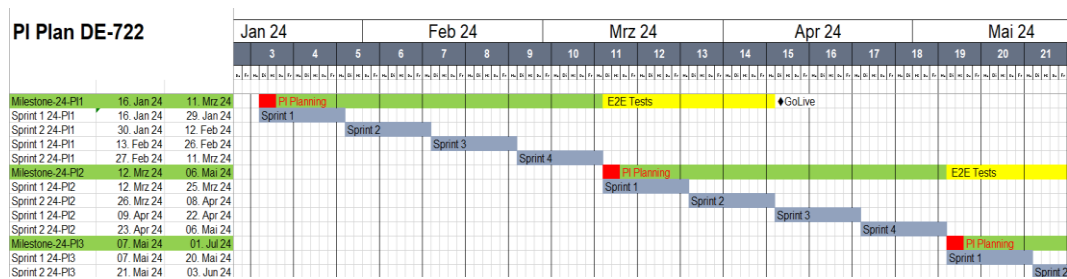 PI Plan DE-722
Jan 24 Feb 24 Mrz 24 Apr 24 Mai 24
3 4 5 6 7 8 9 10 11 12 13 14 15 16 17 18 19 20 21
Milestone-24-PI1 16. Jan 24 11. Mrz 24 PI Planning E2E Tests ♦GoLive
Sprint 1 24-PI1 16. Jan 24 29. Jan 24 Sprint 1
Sprint 2 24-PI1 30. Jan 24 12. Feb 24 Sprint 2
Sprint 1 24-PI1 13. Feb 24 26. Feb 24 Sprint 3
Sprint 2 24-PI1 27. Feb 24 11. Mrz 24 Sprint 4
Milestone-24-PI2 12. Mrz 24 06. Mai 24 PI Planning E2E Tests
Sprint 1 24-PI2 12. Mrz 24 25. Mrz 24 Sprint 1
Sprint 2 24-PI2 26. Mrz 24 08. Apr 24 Sprint 2
Sprint 1 24-PI2 09. Apr 24 22. Apr 24 Sprint 3
Sprint 2 24-PI2 23. Apr 24 06. Mai 24 Sprint 4
Milestone-24-PI3 07. Mai 24 01. Jul 24 PI Planning
Sprint 1 24-PI3 07. Mai 24 20. Mai 24 Sprint 1
Sprint 2 24-PI3 21. Mai 24 03. Jun 24 Sprint 2